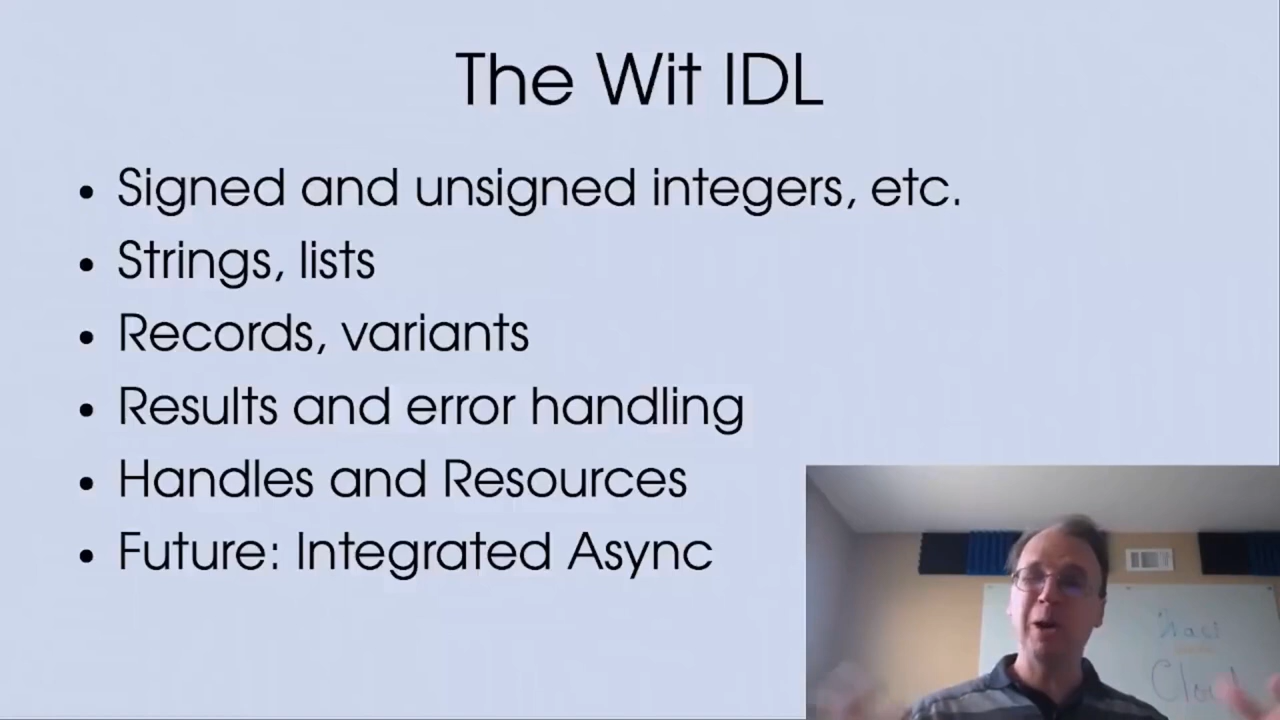 The Wit IDL
• Signed and unsigned integers, etc.
• Strings, lists
• Records, variants
• Results and error handling
• Handles and Resources
• Future: Integrated Async